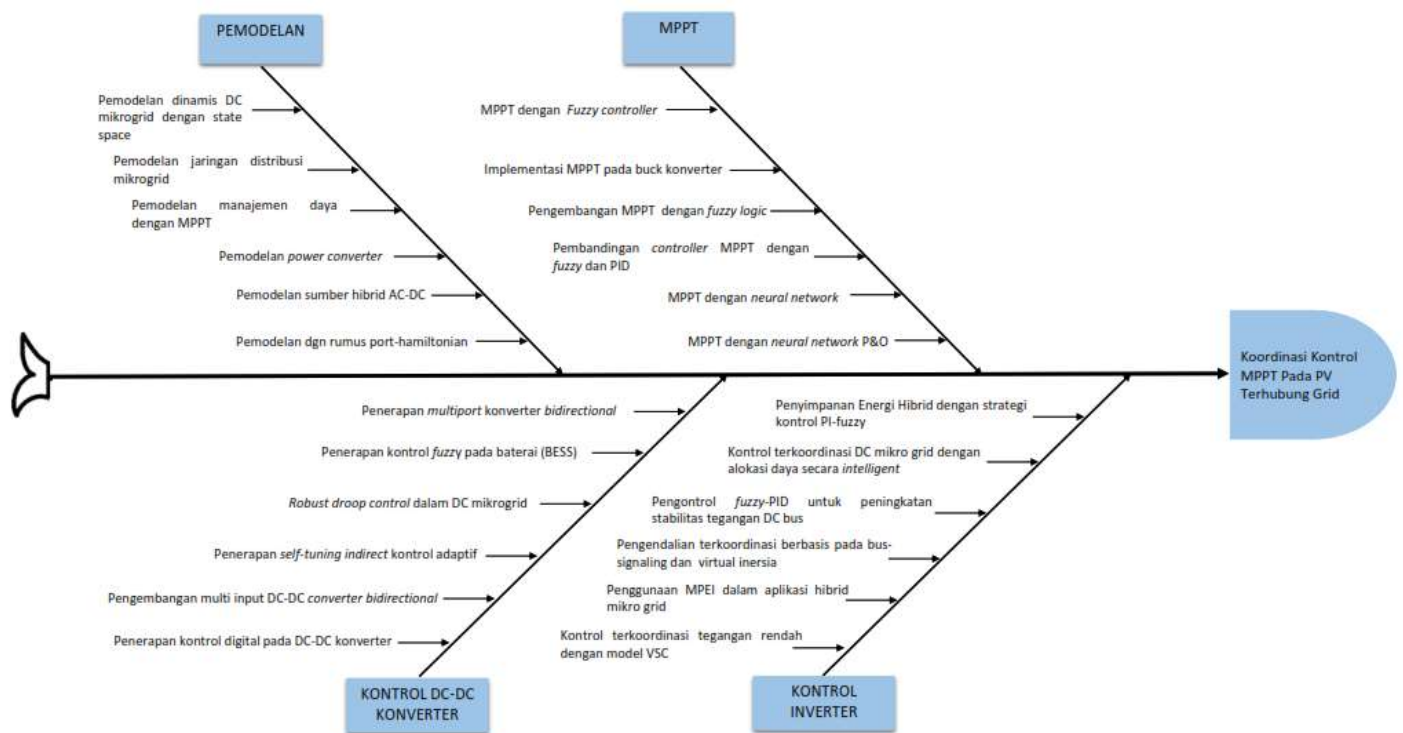 PEMODELAN
Pemodelan dinamis DC
mikrogrid dengan state
space
Pemodelan jaringan distribusi
mikrogrid
Pemodelan manajemen daya
dengan MPPT
Pemodelan power converter
Pemodelan sumber hibrid AC-DC
Pemodelan dgn rumus port-hamiltonian
MPPT
MPPT dengan Fuzzy controller
Implementasi MPPT pada buck konverter
Pengembangan MPPT dengan fuzzy logic
Pembandingan controller MPPT dengan
fuzzy dan PID
MPPT dengan neural network
MPPT dengan neural network P&O
Koordinasi Kontrol
MPPT Pada PV
Terhubung Grid
Penerapan multiport konverter bidirectional
Penerapan kontrol fuzzy pada baterai (BESS)
Robust droop control dalam DC mikrogrid
Penerapan self-tuning indirect kontrol adaptif
Pengembangan multi input DC-DC converter bidirectional
Penerapan kontrol digital pada DC-DC konverter
KONTROL DC-DC
KONVERTER
Penyimpanan Energi Hibrid dengan strategi
kontrol PI-fuzzy
Kontrol terkoordinasi DC mikro grid dengan
alokasi daya secara intelligent
Pengontrol fuzzy-PID untuk peningkatan
stabilitas tegangan DC bus
Pengendalian terkoordinasi berbasis pada bus-
signaling dan virtual inersia
Penggunaan MPEI dalam aplikasi hibrid
mikro grid
Kontrol terkoordinasi tegangan rendah
dengan model VSC
KONTROL
INVERTER